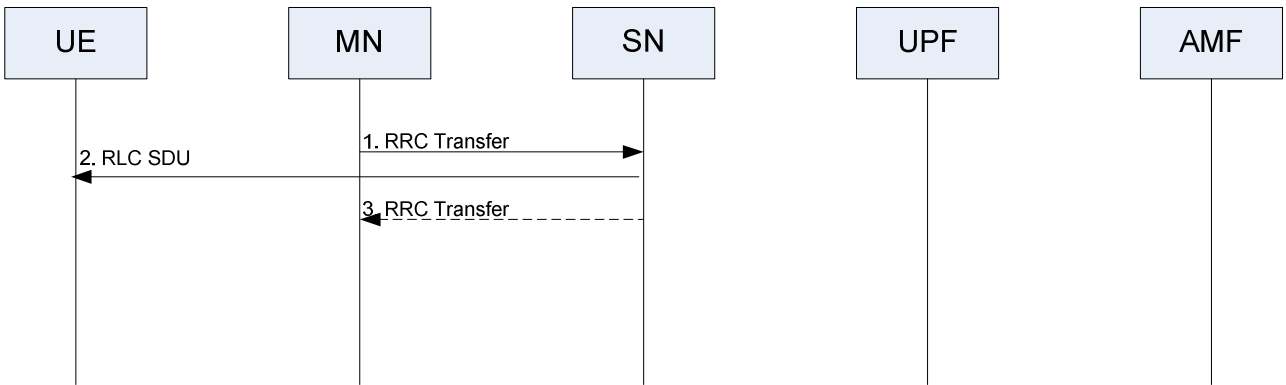 UE
MN
SN
UPF
AMF
1. RRC Transfer
2. RLC SDU
3. RRC Transfer